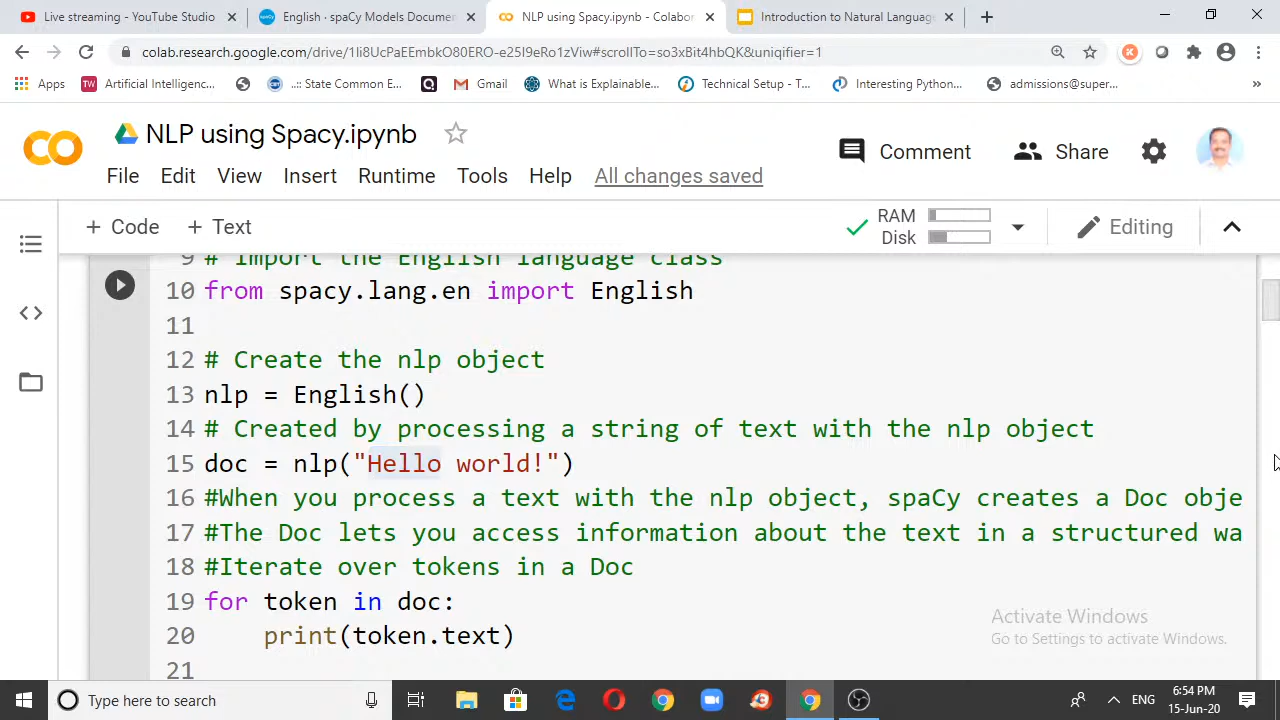 Live streaming - YouTube Studio
English · spaCy Models Documen
NLP using Spacy.ipynb - Colabor
Introduction to Natural Languag
colab.research.google.com/drive/1Ii8UcPaEEmbkO80ERO-e25I9eRo1zViw#scrollTo=so3xBit4hbQK&uniqifier=1
Apps
TW
Artificial Intelligenc...
..:: State Common E...
Gmail
What is Explainable...
Technical Setup - T...
Interesting Python...
admissions@super...
»
NLP using Spacy.ipynb
Comment
Share
File Edit View Insert Runtime Tools Help All changes saved
+ Code + Text
RAM
Disk
Editing
9 # Import the English language class
10 from spacy.lang.en import English
11
12 # Create the nlp object
13 nlp = English()
14 # Created by processing a string of text with the nlp object
15 doc = nlp("Hello world!")
16 #When you process a text with the nlp object, spaCy creates a Doc obje
17 #The Doc lets you access information about the text in a structured wa
18 #Iterate over tokens in a Doc
19 for token in doc:
20 print(token.text)
21
Activate Windows
Go to Settings to activate Windows.
Type here to search
ENG
6:54 PM
15-Jun-20